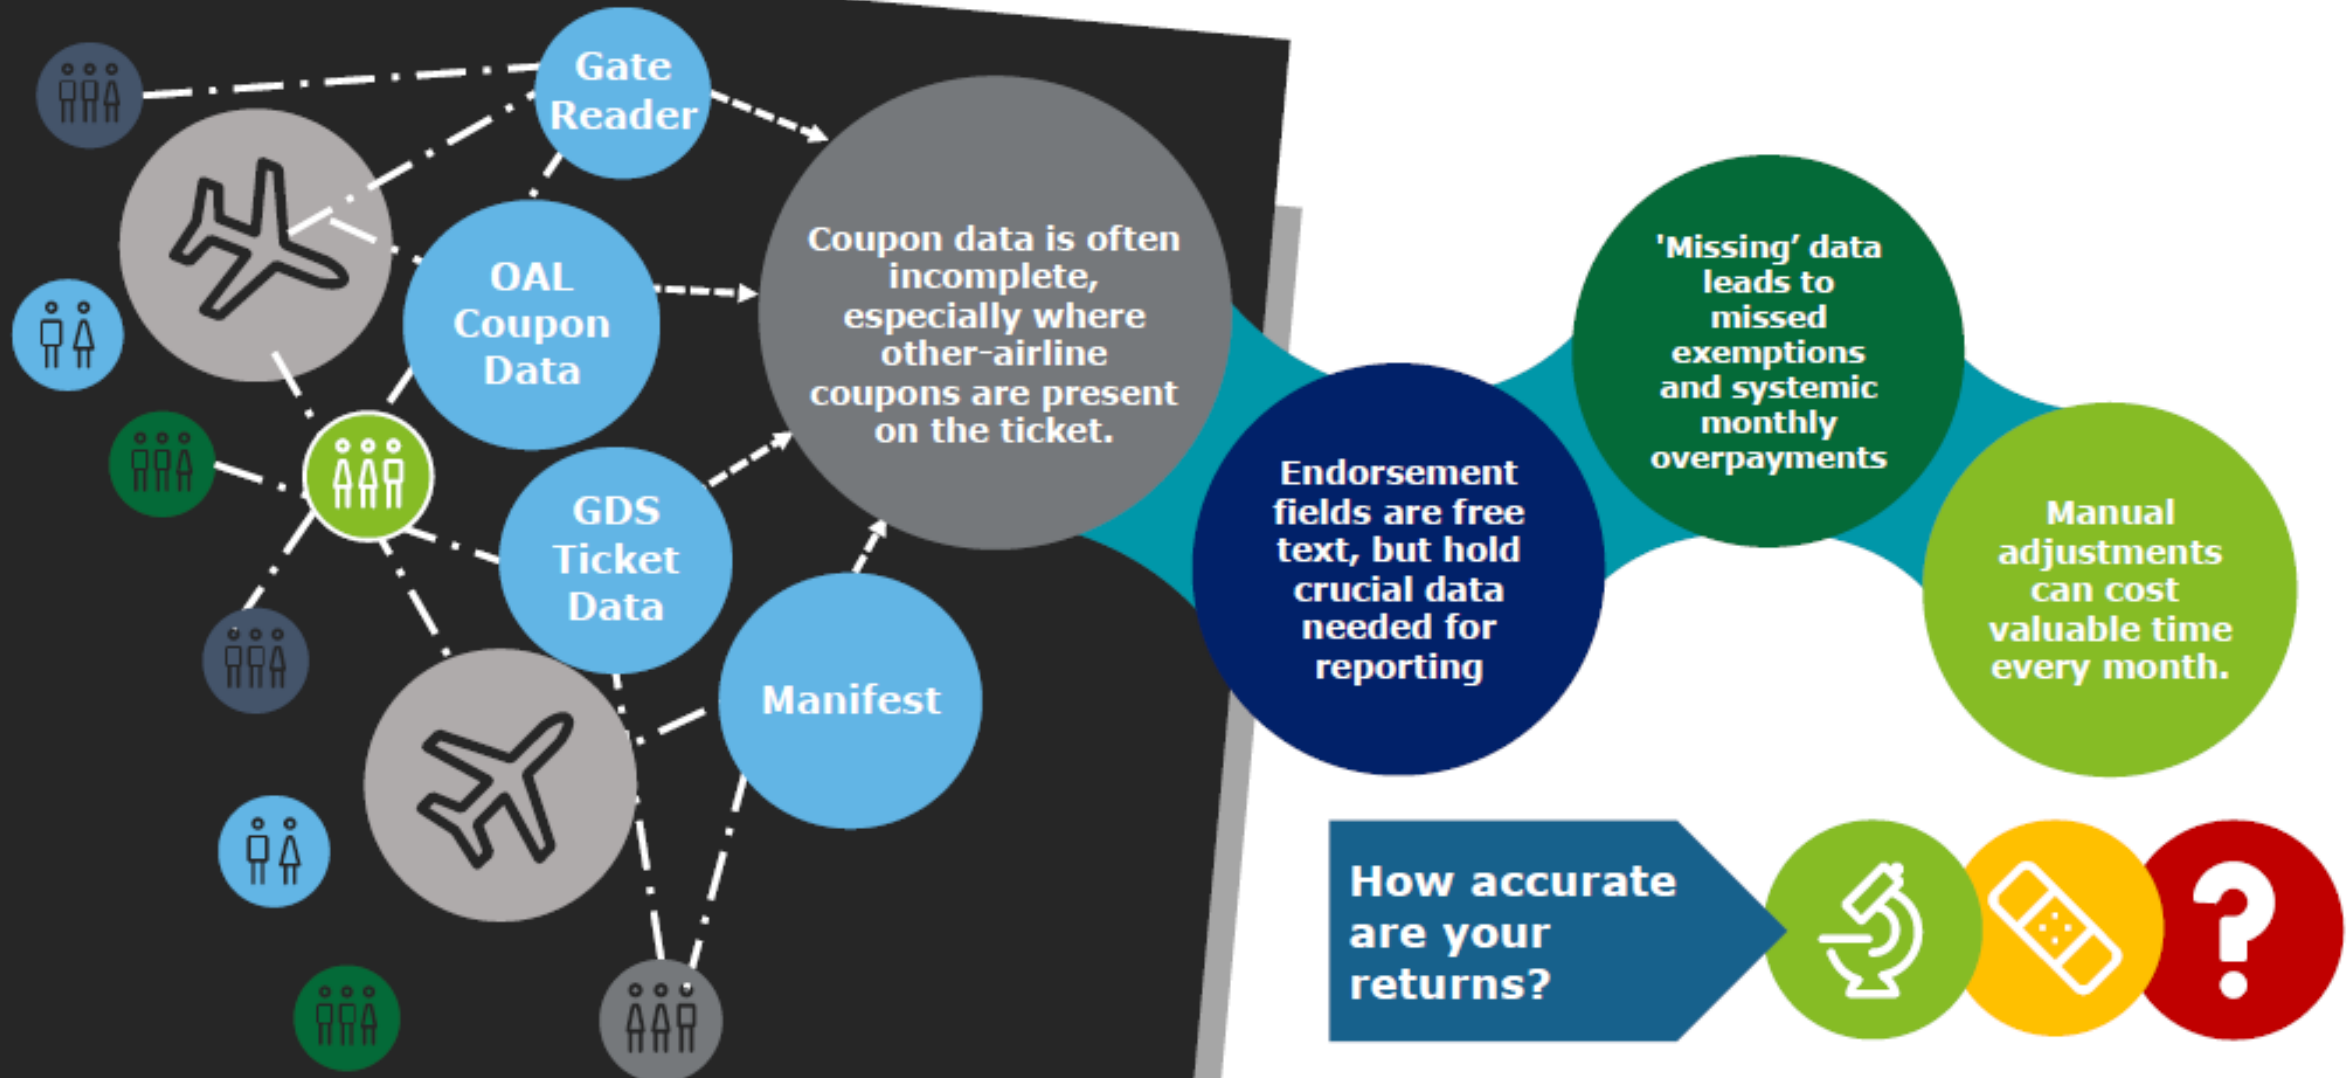 Gate
Reader
OAL
Coupon
Data
GDS
Ticket
Data
Manifest
Coupon data is often
incomplete,
especially where
other-airline
coupons are present
on the ticket.
Endorsement
fields are free
text, but hold
crucial data
needed for
reporting
'Missing’ data
leads to
missed
exemptions
and systemic
monthly
overpayments
Manual
adjustments
can cost
valuable time
every month.
How accurate
are your
returns?